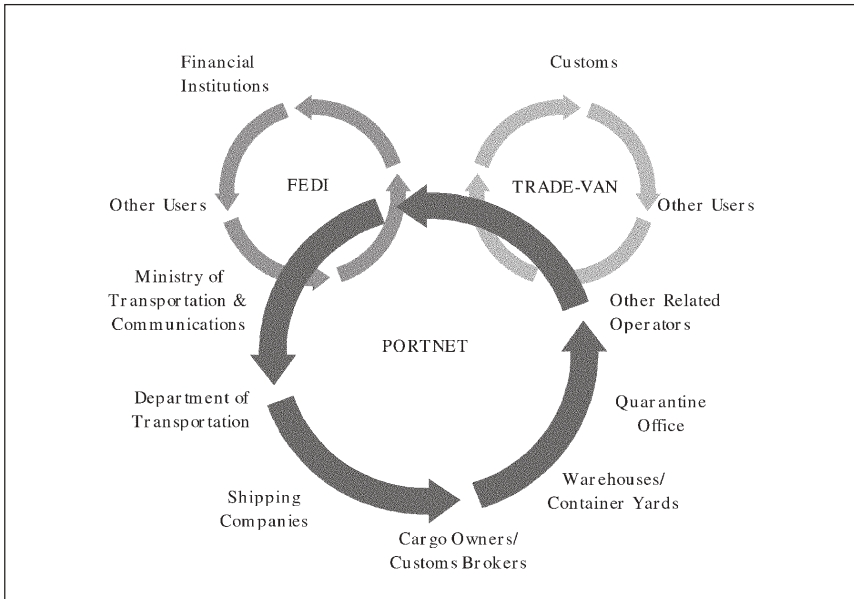 Financial
Institutions
Customs
FEDI
TRADE-VAN
Other Users
Other Users
Ministry of
Transportation &
Communications
Other Related
Operators
PORTNET
Department of
Transportation
Quarantine
Office
Shipping
Companies
Warehouses/
Container Yards
Cargo Owners/
Customs Brokers